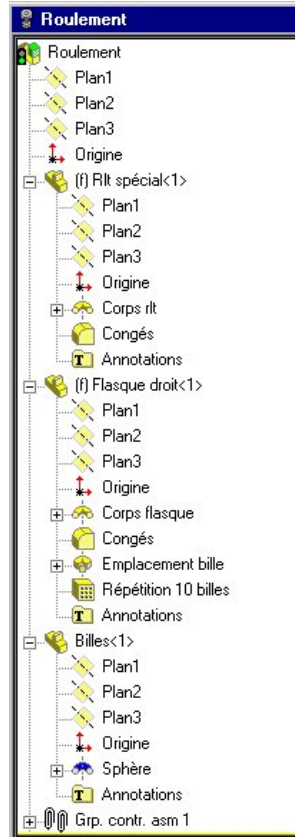 Roulement
Roulement
Plan1
Plan2
Plan3
Origine
(f) Rlt spécial<1>
Plan1
Plan2
Plan3
Origine
Corps rlt
Congés
Annotations
(f) Flasque droit<1>
Plan1
Plan2
Plan3
Origine
Corps flasque
Congés
Emplacement bille
Répétition 10 billes
Annotations
Billes<1>
Plan1
Plan2
Plan3
Origine
Sphère
Annotations
Grp. contr. asm 1